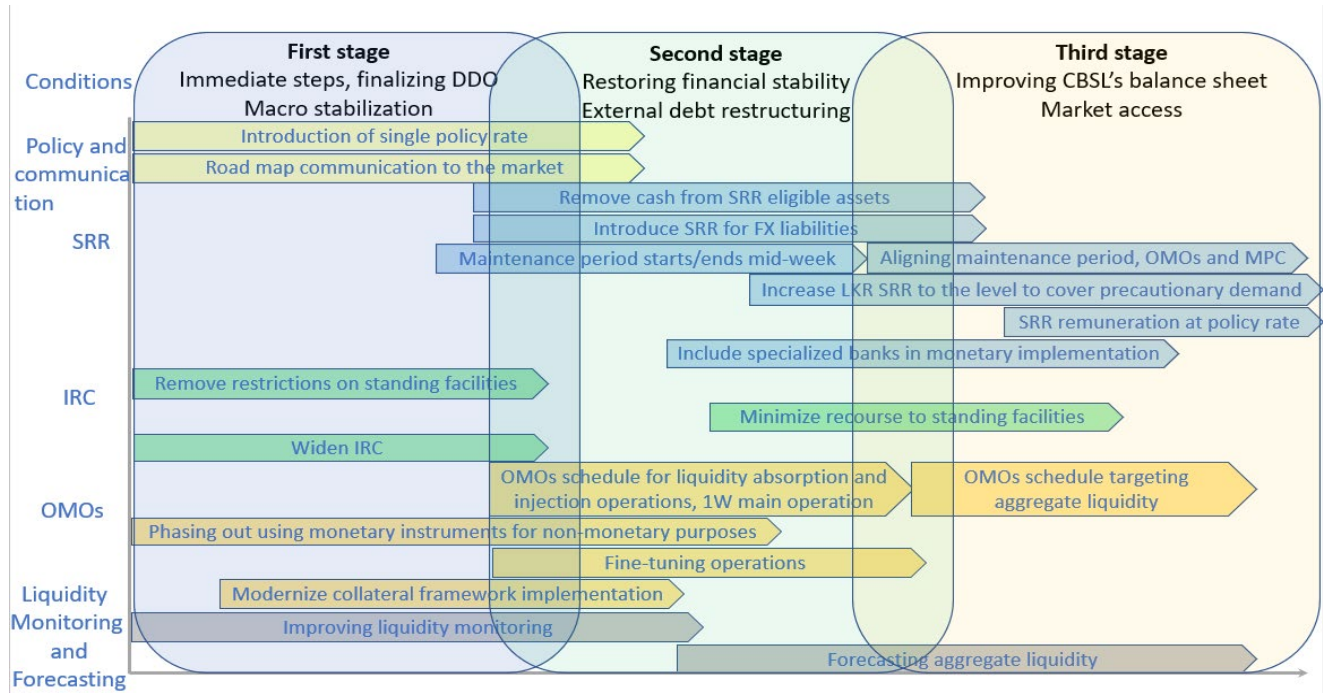 First stage
Immediate steps, finalizing DDO
Macro stabilization
Second stage
Restoring financial stability
External debt restructuring
Third stage
Improving CBSL's balance sheet
Market access
Conditions
Policy and
communica
tion
Introduction of single policy rate
Road map communication to the market
SRR
Remove cash from SRR eligible assets
Introduce SRR for FX liabilities
Maintenance period starts/ends mid-week
Aligning maintenance period, OMOs and MPC
Increase LKR SRR to the level to cover precautionary demand
SRR remuneration at policy rate
Include specialized banks in monetary implementation
IRC
Remove restrictions on standing facilities
Minimize recourse to standing facilities
Widen IRC
OMOs
OMOs schedule for liquidity absorption and
injection operations, 1W main operation
OMOs schedule targeting
aggregate liquidity
Phasing out using monetary instruments for non-monetary purposes
Fine-tuning operations
Modernize collateral framework implementation
Liquidity
Monitoring
and
Forecasting
Improving liquidity monitoring
Forecasting aggregate liquidity